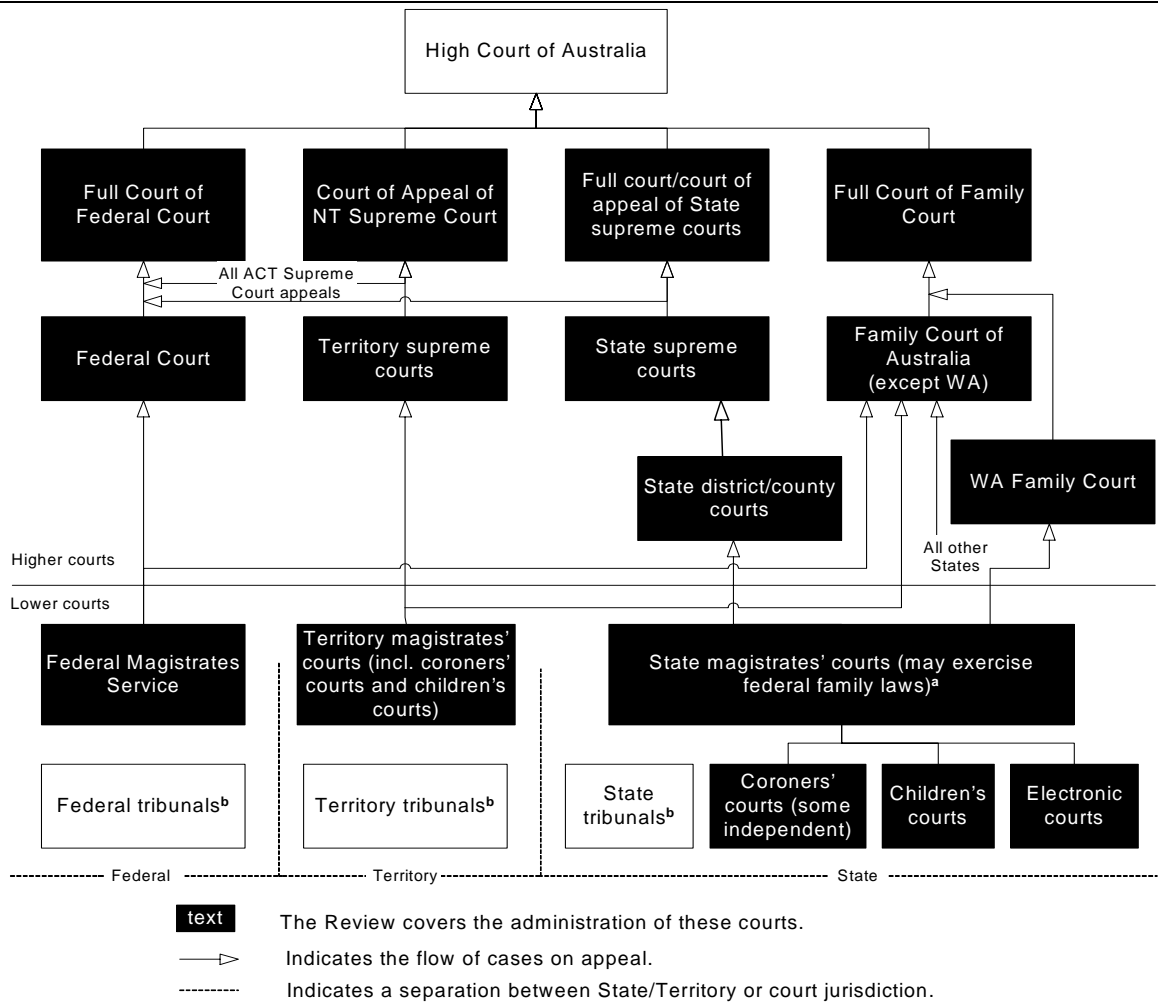 High Court of Australia
Full Court of
Federal Court
Court of Appeal of
NT Supreme Court
Full court/court of
appeal of State
supreme courts
Full Court of Family
Court
All ACT Supreme
Court appeals
Federal Court
Territory supreme
courts
State supreme
courts
Family Court of
Australia
(except WA)
State district/county
courts
WA Family Court
Higher courts
All other
States
Lower courts
Federal Magistrates
Service
Territory magistrates’
courts (incl. coroners’
courts and children's
courts)
State magistrates’ courts (may exercise
federal family laws)a
Federal tribunalsb
Territory tribunalsb
State
tribunalsb
Coroners’
courts (some
independent)
Children's
courts
Electronic
courts
Federal
Territory
State
text
The Review covers the administration of these courts.
Indicates the flow of cases on appeal.
Indicates a separation between State/Territory or court jurisdiction.